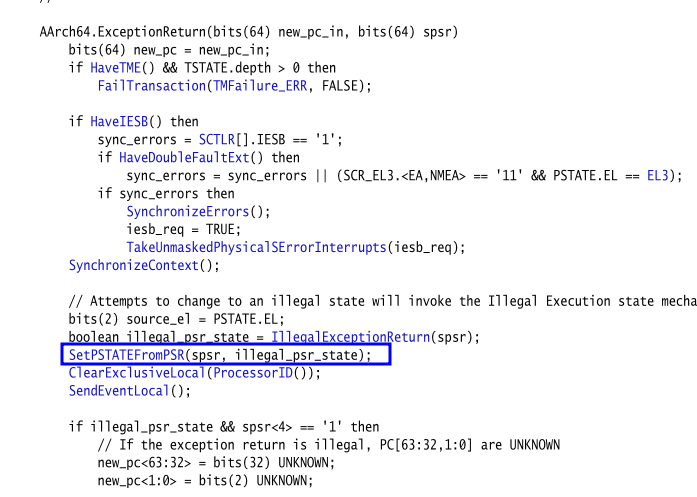 //
AArch64.ExceptionReturn(bits(64) new_pc_in, bits(64) spsr)
bits(64) new_pc = new_pc_in;
if HaveTME() && TSTATE.depth > 0 then
FailTransaction(TMFailure_ERR, FALSE);
if HaveIESB() then
sync_errors = SCTLR[].IESB == '1';
if HaveDoubleFaultExt() then
sync_errors = sync_errors || (SCR_EL3.<EA,NMEA> == '11' && PSTATE.EL == EL3);
if sync_errors then
SynchronizeErrors();
iesb_req = TRUE;
TakeUnmaskedPhysicalSErrorInterrupts(iesb_req);
SynchronizeContext();
// Attempts to change to an illegal state will invoke the Illegal Execution state mecha
bits(2) source_el = PSTATE.EL;
boolean illegal_psr_state = IllegalExceptionReturn(spsr);
SetPSTATEFromPSR(spsr, illegal_psr_state);
ClearExclusiveLocal(ProcessorID());
SendEventLocal();
if illegal_psr_state && spsr<4> == '1' then
// If the exception return is illegal, PC[63:32,1:0] are UNKNOWN
new_pc<63:32> = bits(32) UNKNOWN;
new_pc<1:0> = bits(2) UNKNOWN;